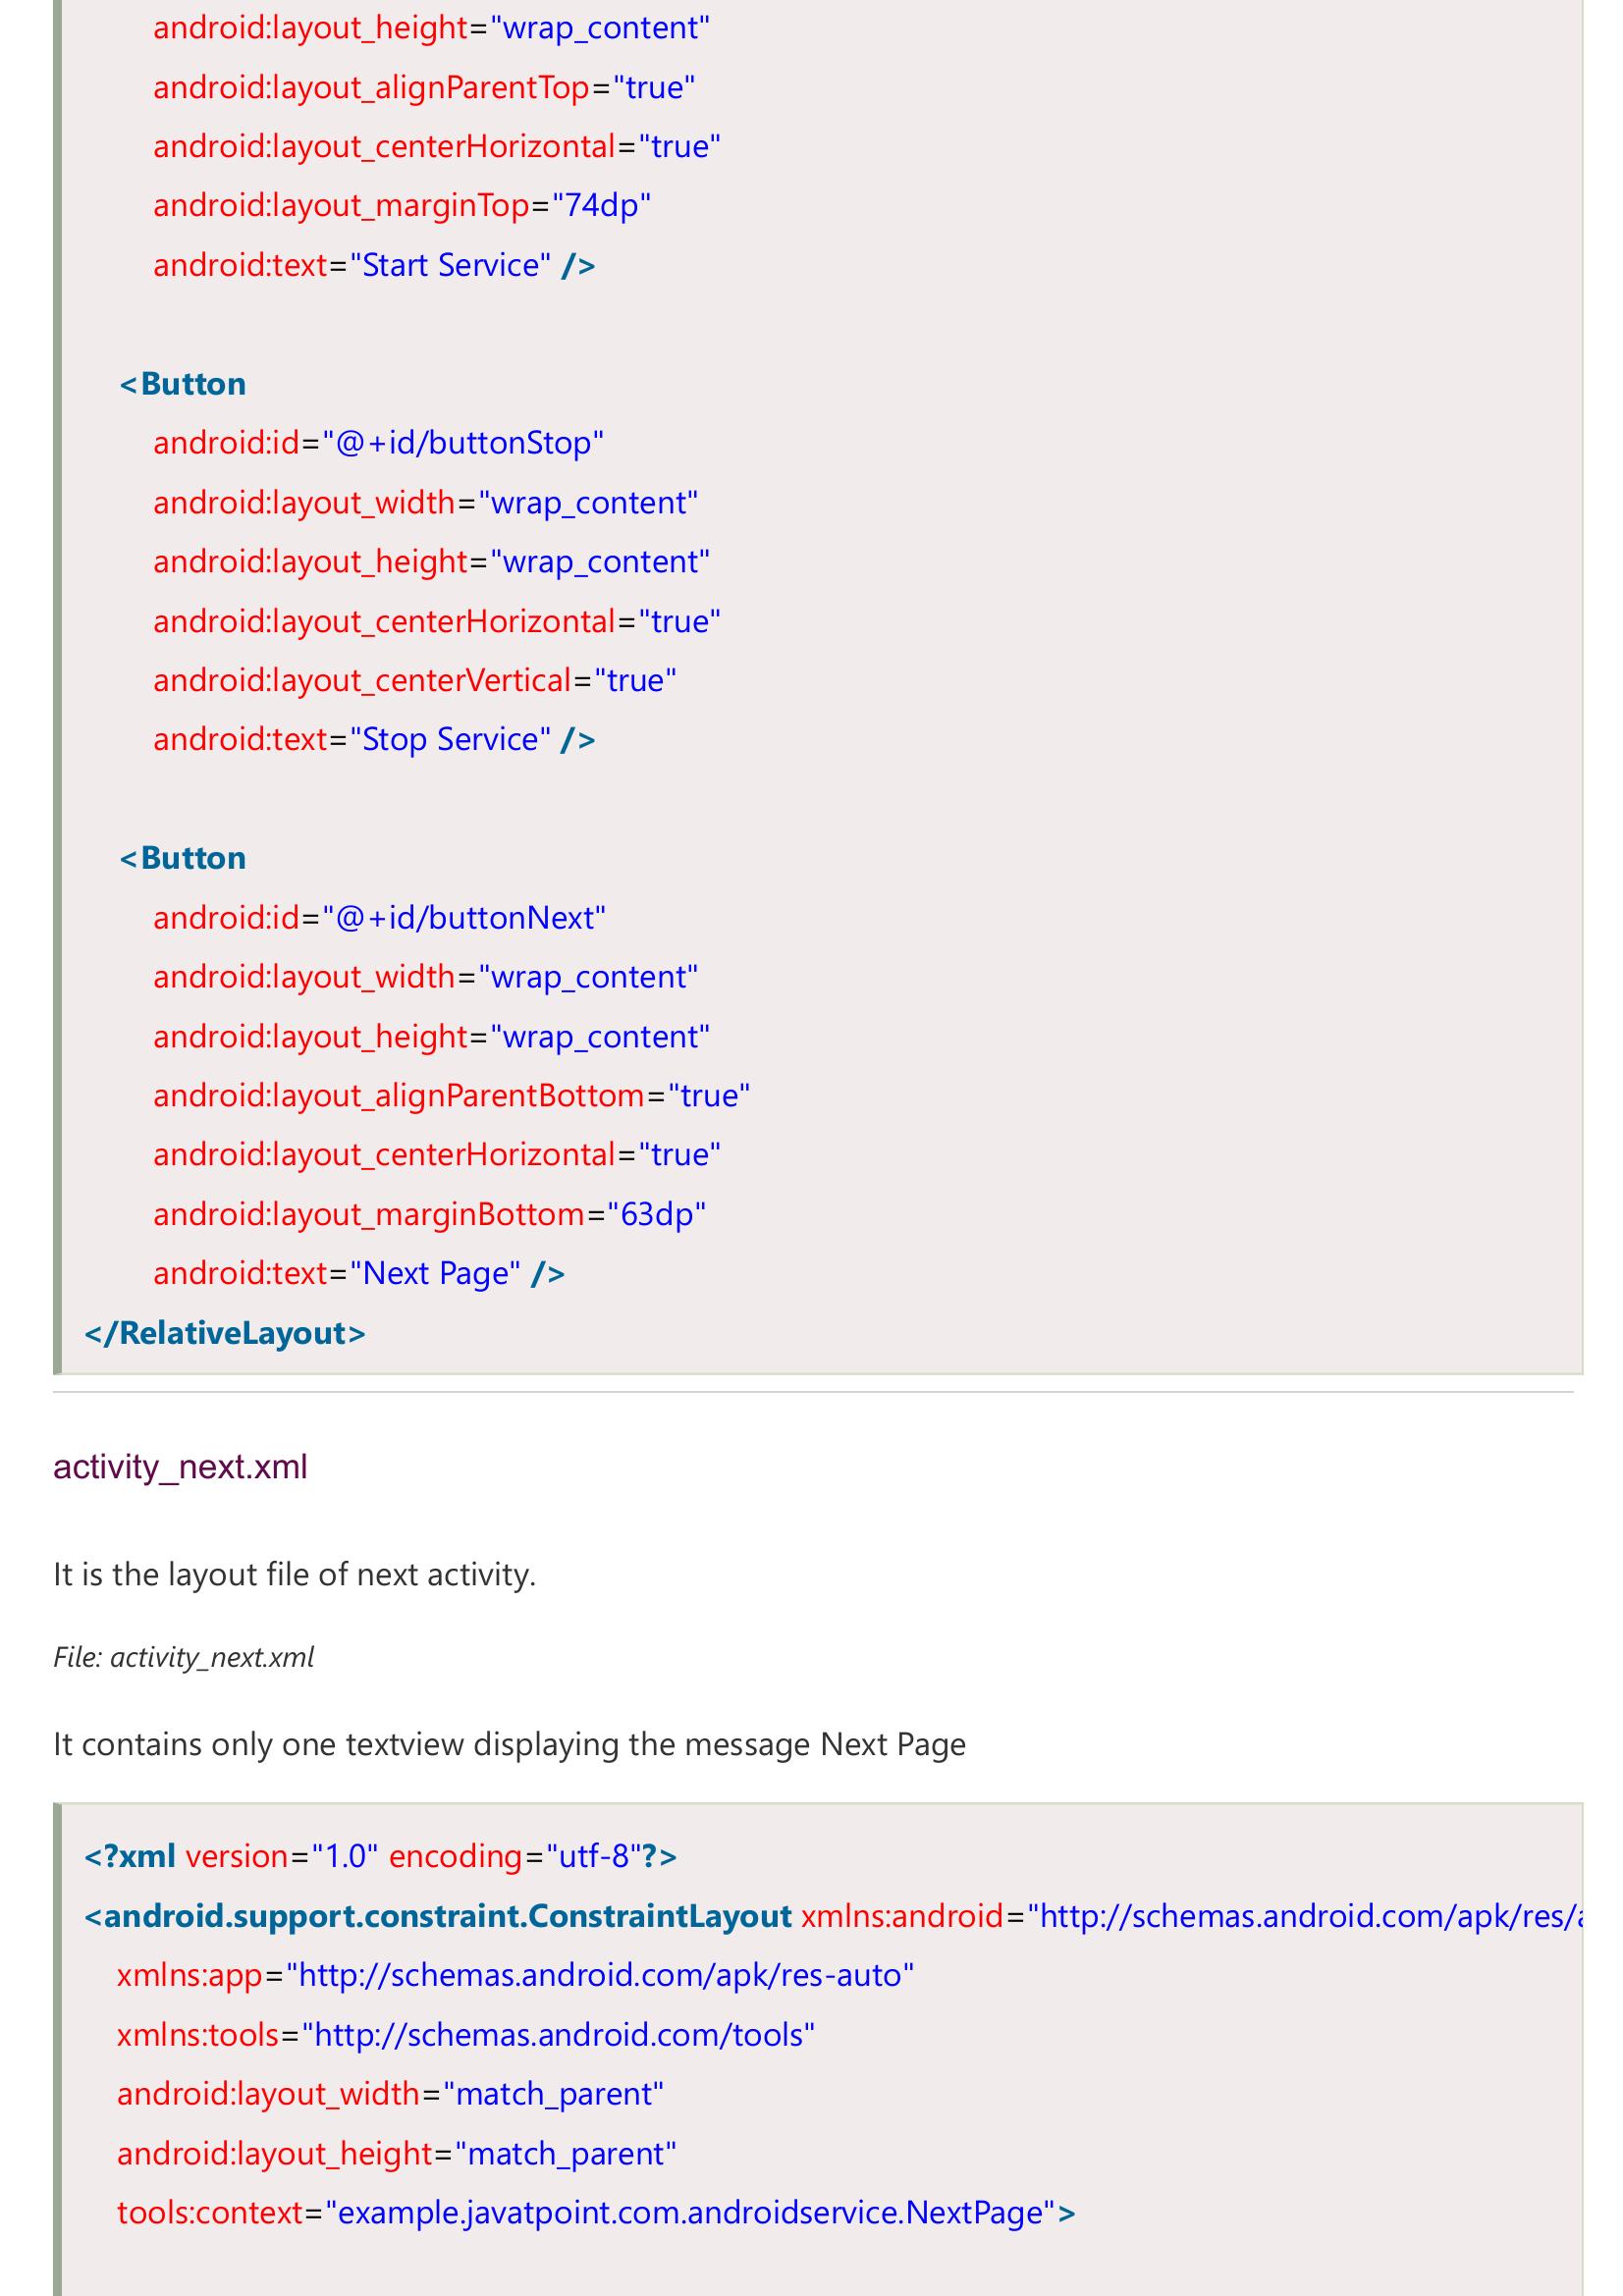 android:layout_height="wrap_content"
android:layout_alignParentTop="true"
android:layout_centerHorizontal="true"
android:layout_marginTop="74dp"
android:text="Start Service" />
<Button
android:id="@+id/buttonStop"
android:layout_width="wrap_content"
android:layout_height="wrap_content"
android:layout_centerHorizontal="true"
android:layout_centerVertical="true"
android:text="Stop Service" />
<Button
android:id="@+id/buttonNext"
android:layout_width="wrap_content"
android:layout_height="wrap_content"
android:layout_alignParentBottom="true"
android:layout_centerHorizontal="true"
android:layout_marginBottom="63dp"
android:text="Next Page" />
</RelativeLayout>
activity_next.xml
It is the layout file of next activity.
File: activity_next.xml
It contains only one textview displaying the message Next Page
<?xml version="1.0" encoding="utf-8"?>
<android.support.constraint.ConstraintLayout xmlns:android="http://schemas.android.com/apk/res/
xmlns:app="http://schemas.android.com/apk/res-auto"
xmlns:tools="http://schemas.android.com/tools"
android:layout_width="match_parent"
android:layout_height="match_parent"
tools:context="example.javatpoint.com.androidservice.NextPage">